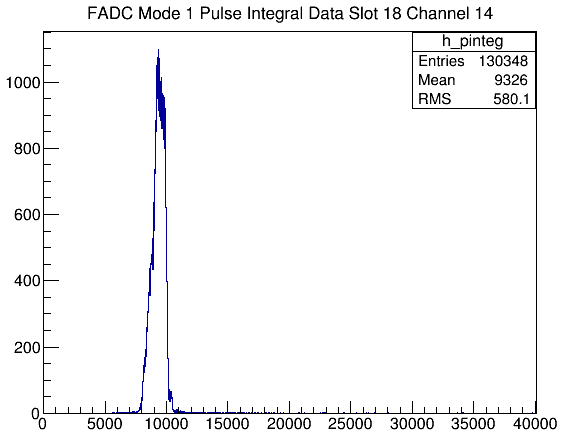 FADC Mode 1 Pulse Integral Data Slot 18 Channel 14
h_pinteg
Entries 130348
Mean 9326
RMS 580.1
1000
800
600
400
200
0
0 5000 10000 15000 20000 25000 30000 35000 40000